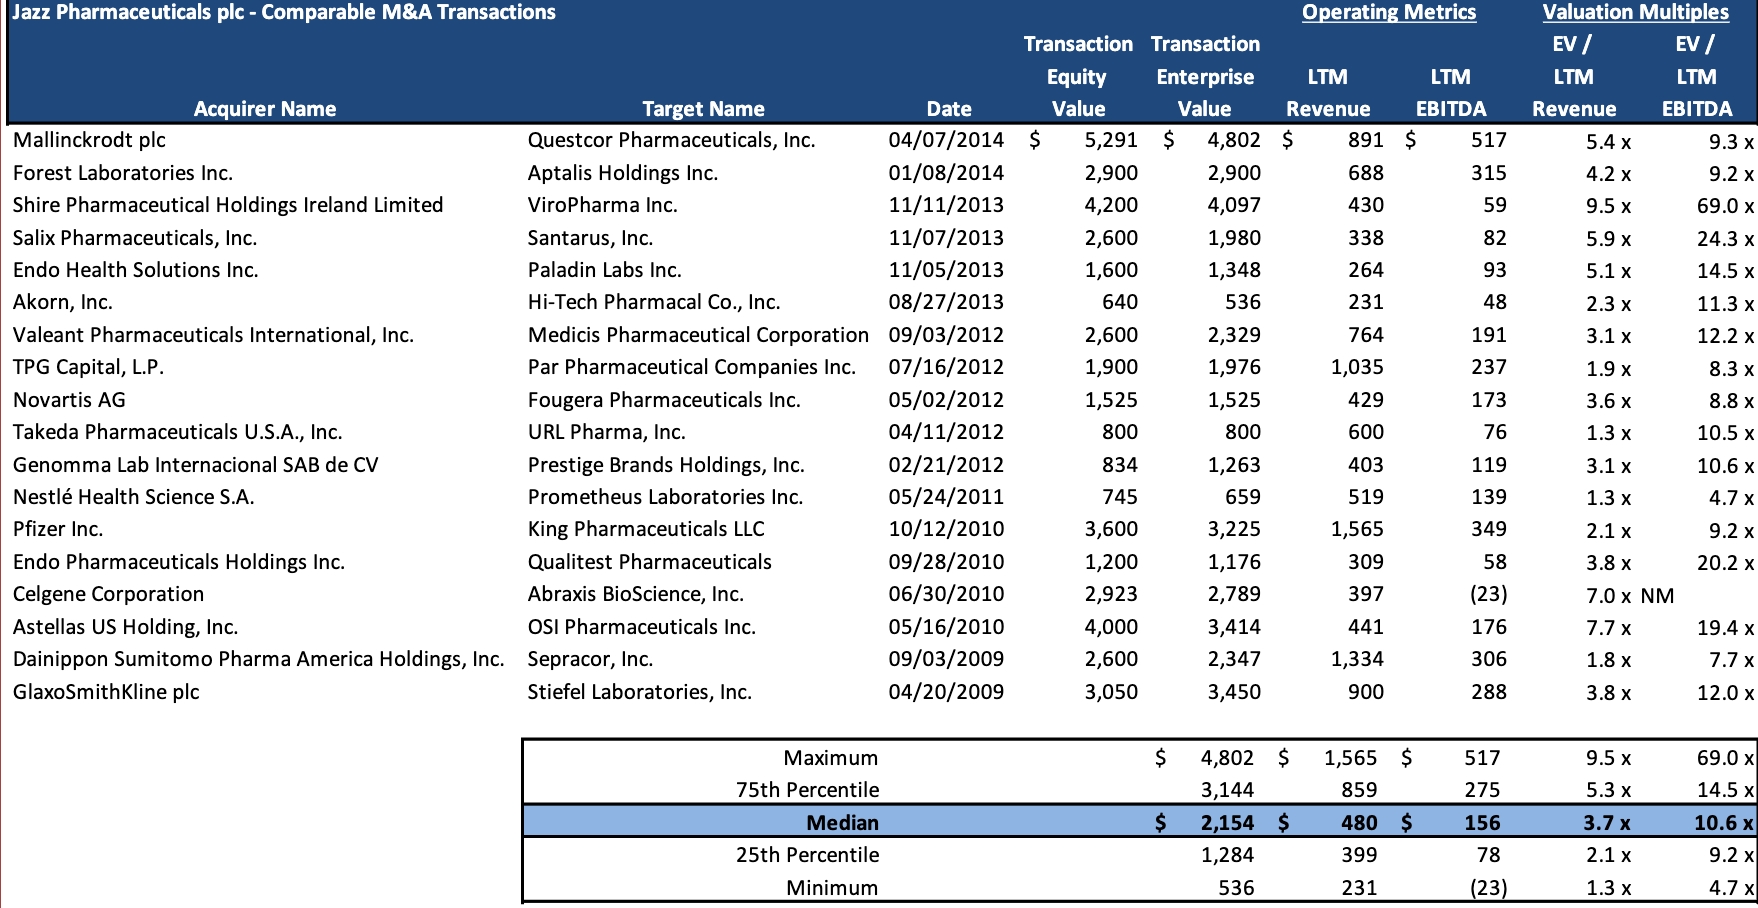 Jazz Pharmaceuticals plc - Comparable M&A Transactions Operating Metrics Valuation Multiples
Transaction Transaction EV / EV /
Equity Enterprise LTM LTM LTM LTM
Acquirer Name Target Name Date Value Value Revenue EBITDA Revenue EBITDA
Mallinckrodt plc Questcor Pharmaceuticals, Inc. 04/07/2014 $ 5,291 $ 4,802 $ 891 $ 517 5.4 x 9.3 x
Forest Laboratories Inc. Aptalis Holdings Inc. 01/08/2014 2,900 2,900 688 315 4.2 x 9.2 x
Shire Pharmaceutical Holdings Ireland Limited ViroPharma Inc. 11/11/2013 4,200 4,097 430 59 9.5 x 69.0 x
Salix Pharmaceuticals, Inc. Santarus, Inc. 11/07/2013 2,600 1,980 338 82 5.9 x 24.3 x
Endo Health Solutions Inc. Paladin Labs Inc. 11/05/2013 1,600 1,348 264 93 5.1 x 14.5 x
Akorn, Inc. Hi-Tech Pharmacal Co., Inc. 08/27/2013 640 536 231 48 2.3 x 11.3 x
Valeant Pharmaceuticals International, Inc. Medicis Pharmaceutical Corporation 09/03/2012 2,600 2,329 764 191 3.1 x 12.2 x
TPG Capital, L.P. Par Pharmaceutical Companies Inc. 07/16/2012 1,900 1,976 1,035 237 1.9 x 8.3 x
Novartis AG Fougera Pharmaceuticals Inc. 05/02/2012 1,525 1,525 429 173 3.6 x 8.8 x
Takeda Pharmaceuticals U.S.A., Inc. URL Pharma, Inc. 04/11/2012 800 800 600 76 1.3 x 10.5 x
Genomma Lab Internacional SAB de CV Prestige Brands Holdings, Inc. 02/21/2012 834 1,263 403 119 3.1 x 10.6 x
Nestlé Health Science S.A. Prometheus Laboratories Inc. 05/24/2011 745 659 519 139 1.3 x 4.7 x
Pfizer Inc. King Pharmaceuticals LLC 10/12/2010 3,600 3,225 1,565 349 2.1 x 9.2 x
Endo Pharmaceuticals Holdings Inc. Qualitest Pharmaceuticals 09/28/2010 1,200 1,176 309 58 3.8 x 20.2 x
Celgene Corporation Abraxis BioScience, Inc. 06/30/2010 2,923 2,789 397 (23) 7.0 x NM
Astellas US Holding, Inc. OSI Pharmaceuticals Inc. 05/16/2010 4,000 3,414 441 176 7.7 x 19.4 x
Dainippon Sumitomo Pharma America Holdings, Inc. Sepracor, Inc. 09/03/2009 2,600 2,347 1,334 306 1.8 x 7.7 x
GlaxoSmithKline plc Stiefel Laboratories, Inc. 04/20/2009 3,050 3,450 900 288 3.8 x 12.0 x
Maximum $ 4,802 $ 1,565 $ 517 9.5 x 69.0 x
75th Percentile 3,144 859 275 5.3 x 14.5 x
Median $ 2,154 $ 480 $ 156 3.7 x 10.6 x
25th Percentile 1,284 399 78 2.1 x 9.2 x
Minimum 536 231 (23) 1.3 x 4.7 x